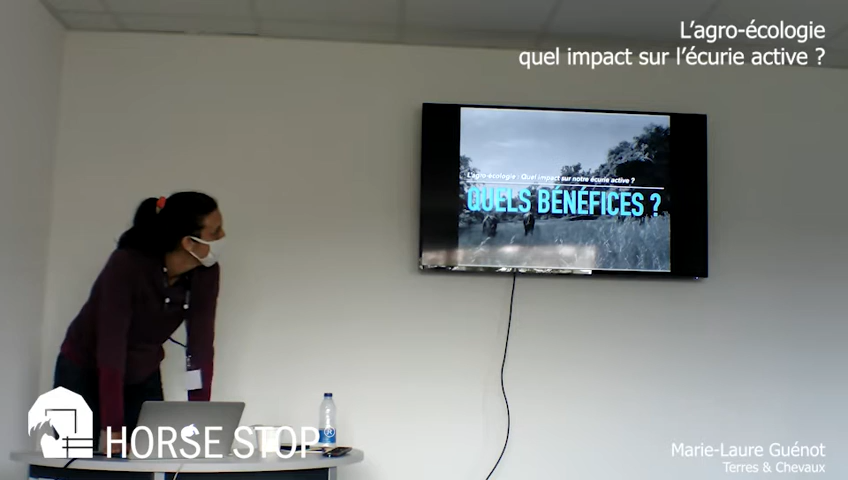 L'agro-écologie
quel impact sur l'écurie active ?
L'agro-écologie : Quel impact sur notre écurie active ?
QUELS BÉNÉFICES ?
HORSE STOP
Marie-Laure Guénot
Terres & Chevaux